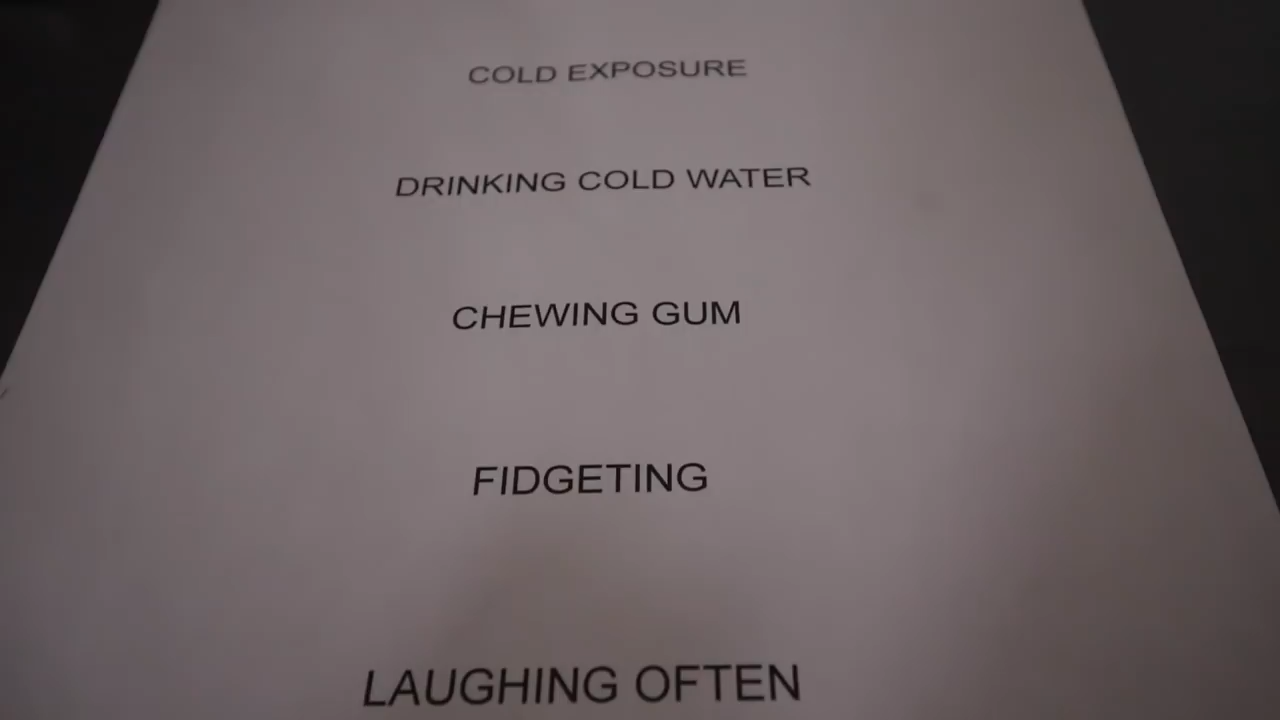 COLD EXPOSURE
DRINKING COLD WATER
CHEWING GUM
FIDGETING
LAUGHING OFTEN